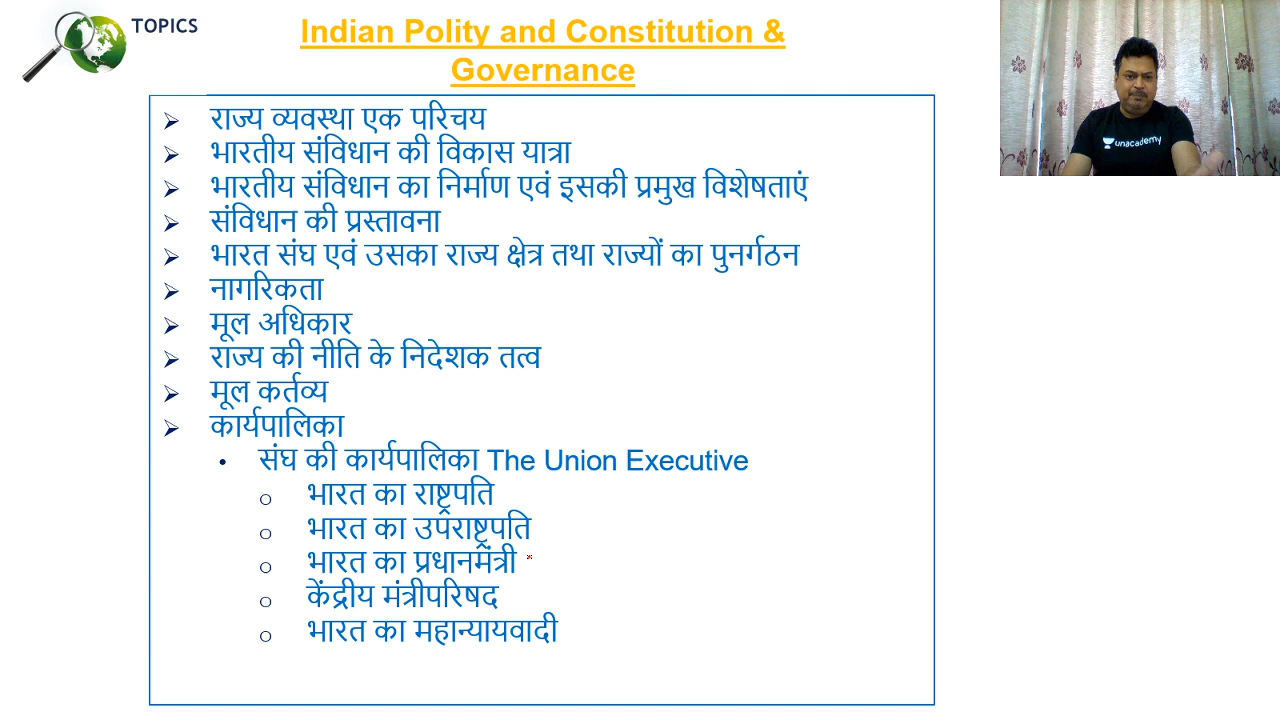 TOPICS
Indian Polity and Constitution &
Governance
राज्य व्यवस्था एक परिचय
भारतीय संविधान की विकास यात्रा
भारतीय संविधान का निर्माण एवं इसकी प्रमुख विशेषताएं
संविधान की प्रस्तावना
भारत संघ एवं उसका राज्य क्षेत्र तथा राज्यों का पुनर्गठन
नागरिकता
मूल अधिकार
राज्य की नीति के निदेशक तत्व
मूल कर्तव्य
कार्यपालिका
संघ की कार्यपालिका The Union Executive
भारत का राष्ट्रपति
भारत का उपराष्ट्रपति
भारत का प्रधानमंत्री
केंद्रीय मंत्रीपरिषद
भारत का महान्यायवादी
unacademy